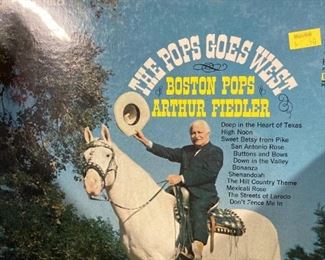 THE POPS GOES WEST
BOSTON POPS
ARTHUR FIEDLER
Deep in the Heart of Texas
High Noon
Sweet Betsy from Pike
San Antonio Rose
Buttons and Bows
Down in the Valley
Bonanza
Shenandoah
The Hill Country Theme
Mexicali Rose
The Streets of Laredo
Don't Fence Me In